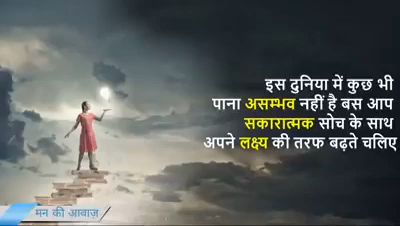 इस दुनिया में कुछ भी
पाना असम्भव नहीं है बस आप
सकारात्मक सोच के साथ
अपने लक्ष्य की तरफ बढ़ते चलिए
मन की आवाज़